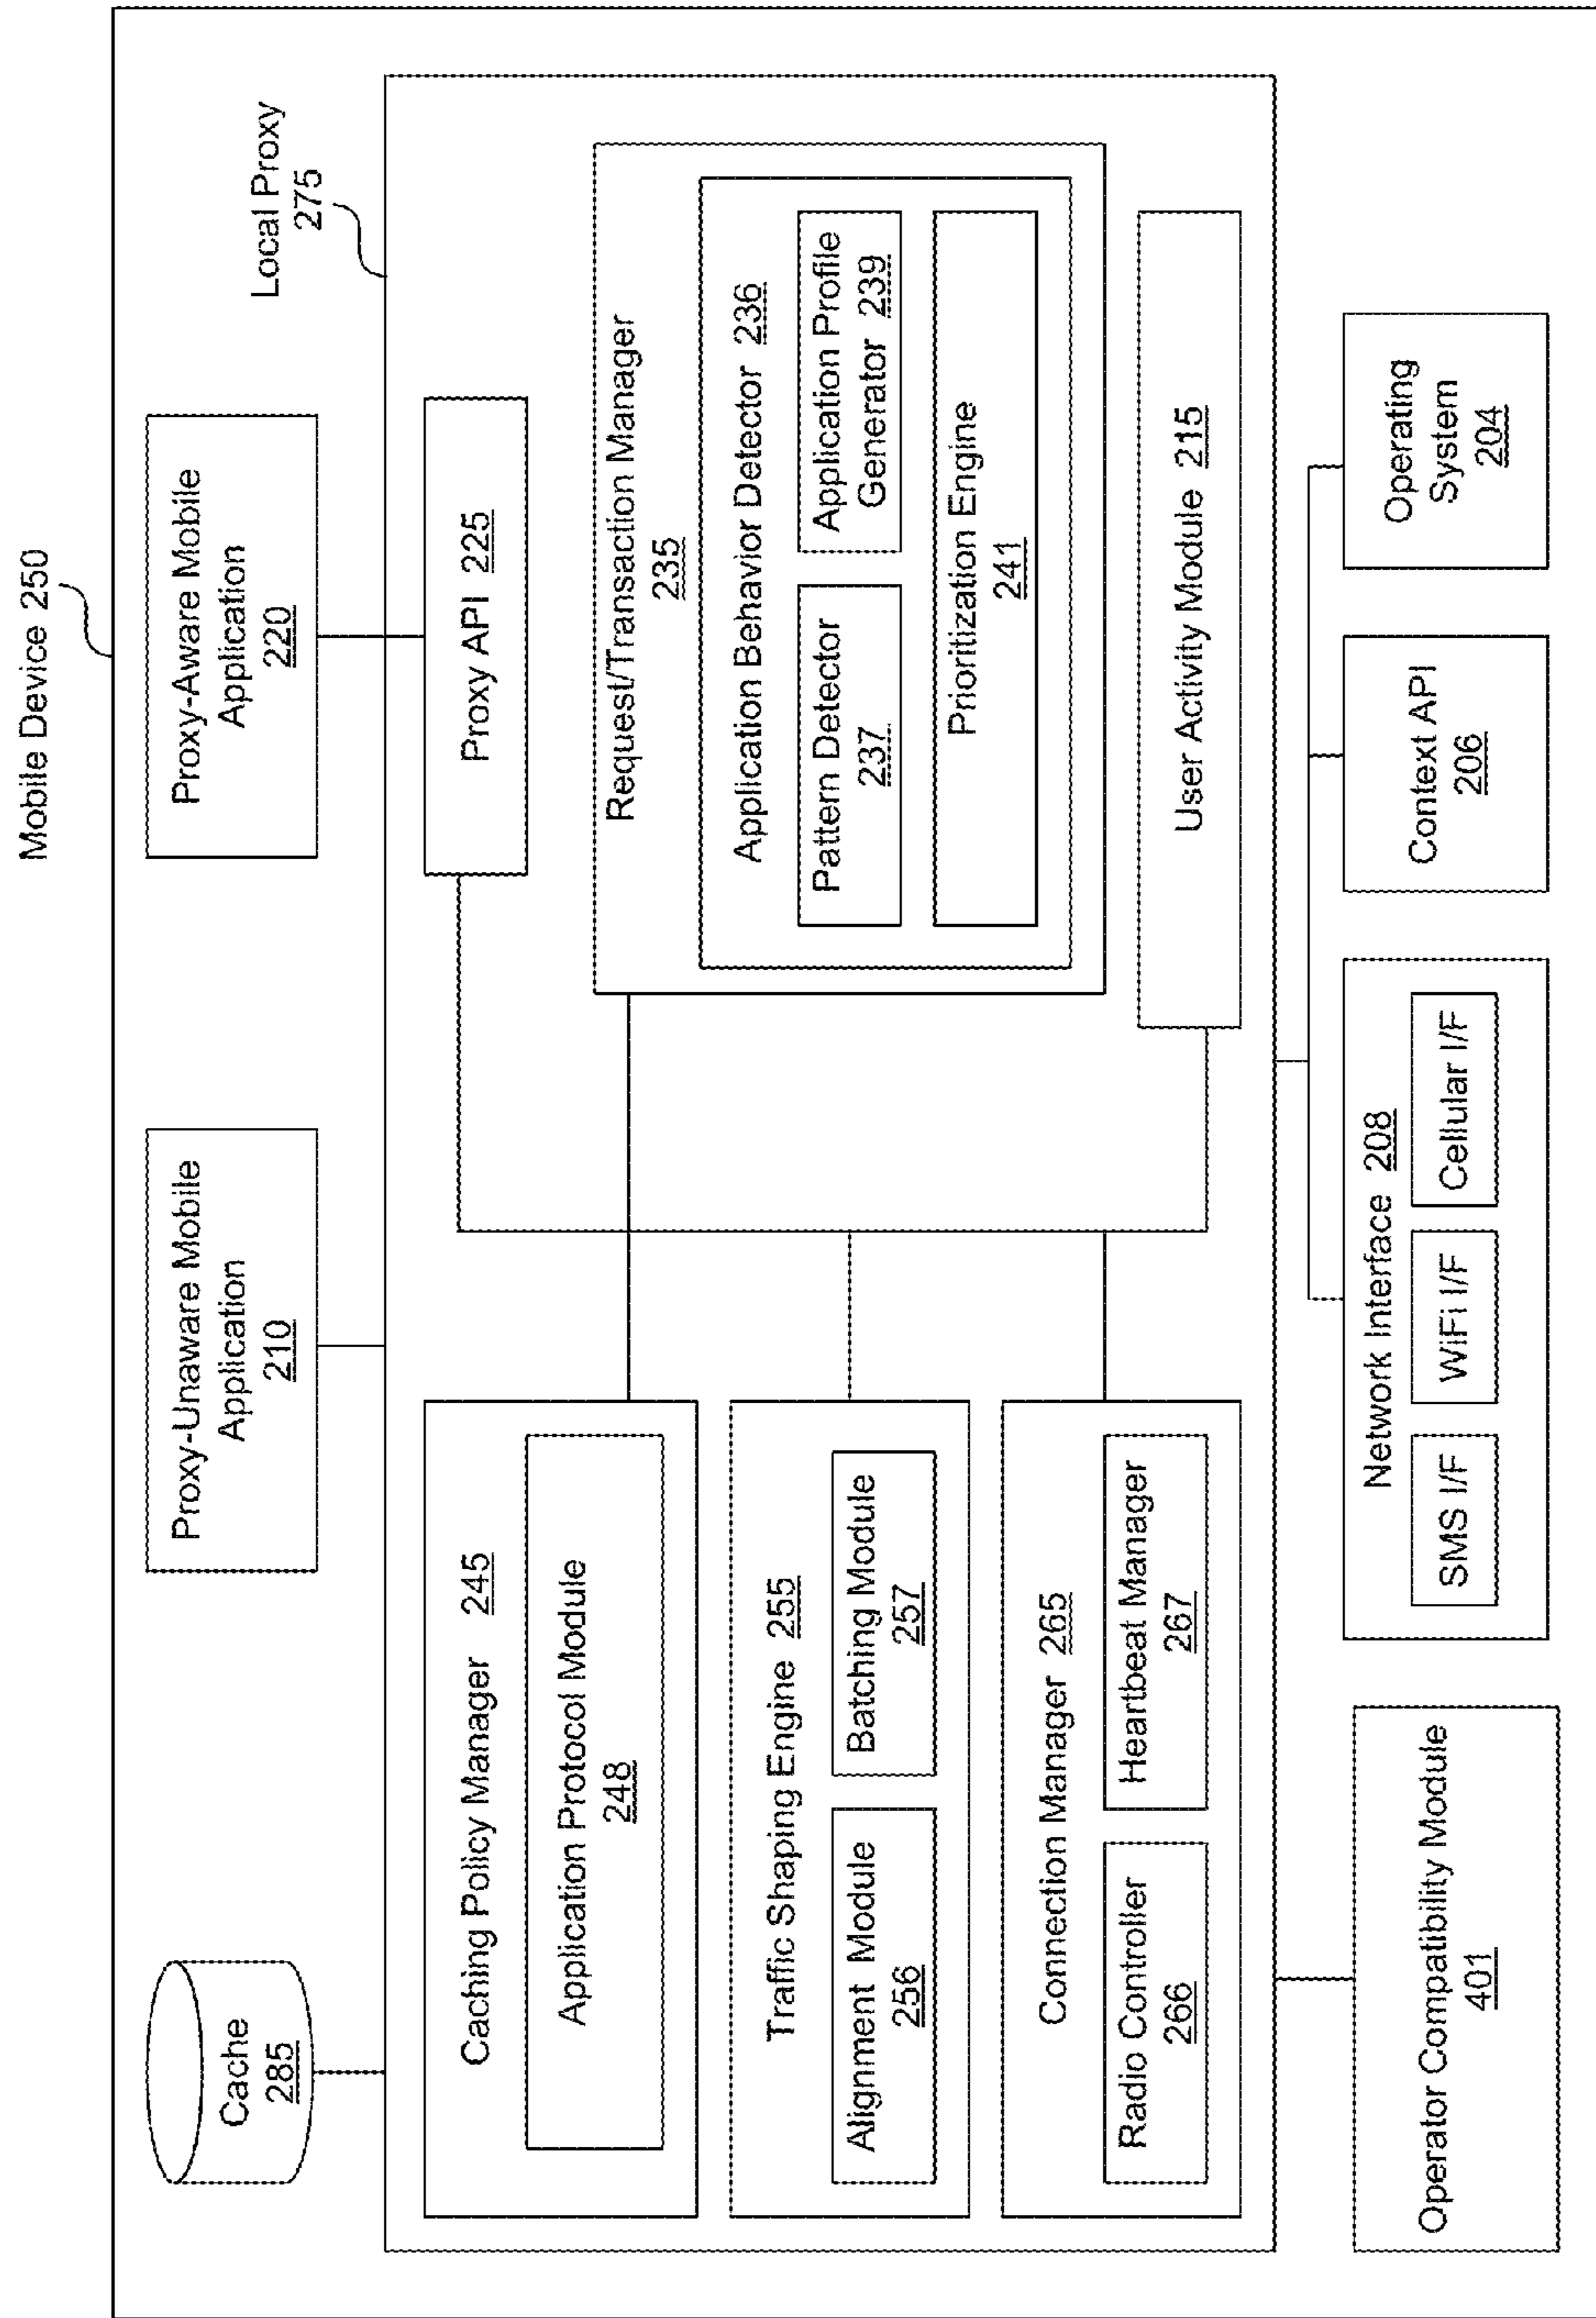 Mobile Device 250
Local Proxy
275
Cache
285
Proxy-Unaware Mobile
Application
210
Proxy-Aware Mobile
Application
220
Caching Policy Manager 245
Application Protocol Module
248
Traffic Shaping Engine 255
Alignment Module
256
Batching Module
257
Connection Manager 265
Radio Controller
266
Heartbeat Manager
267
Proxy API 225
Request/Transaction Manager
235
Application Behavior Detector 236
Pattern Detector
237
Application Profile
Generator 239
Prioritization Engine
241
User Activity Module 215
Operator Compatibility Module
401
Network Interface 208
SMS I/F
WiFi I/F
Cellular I/F
Context API
206
Operating
System
204